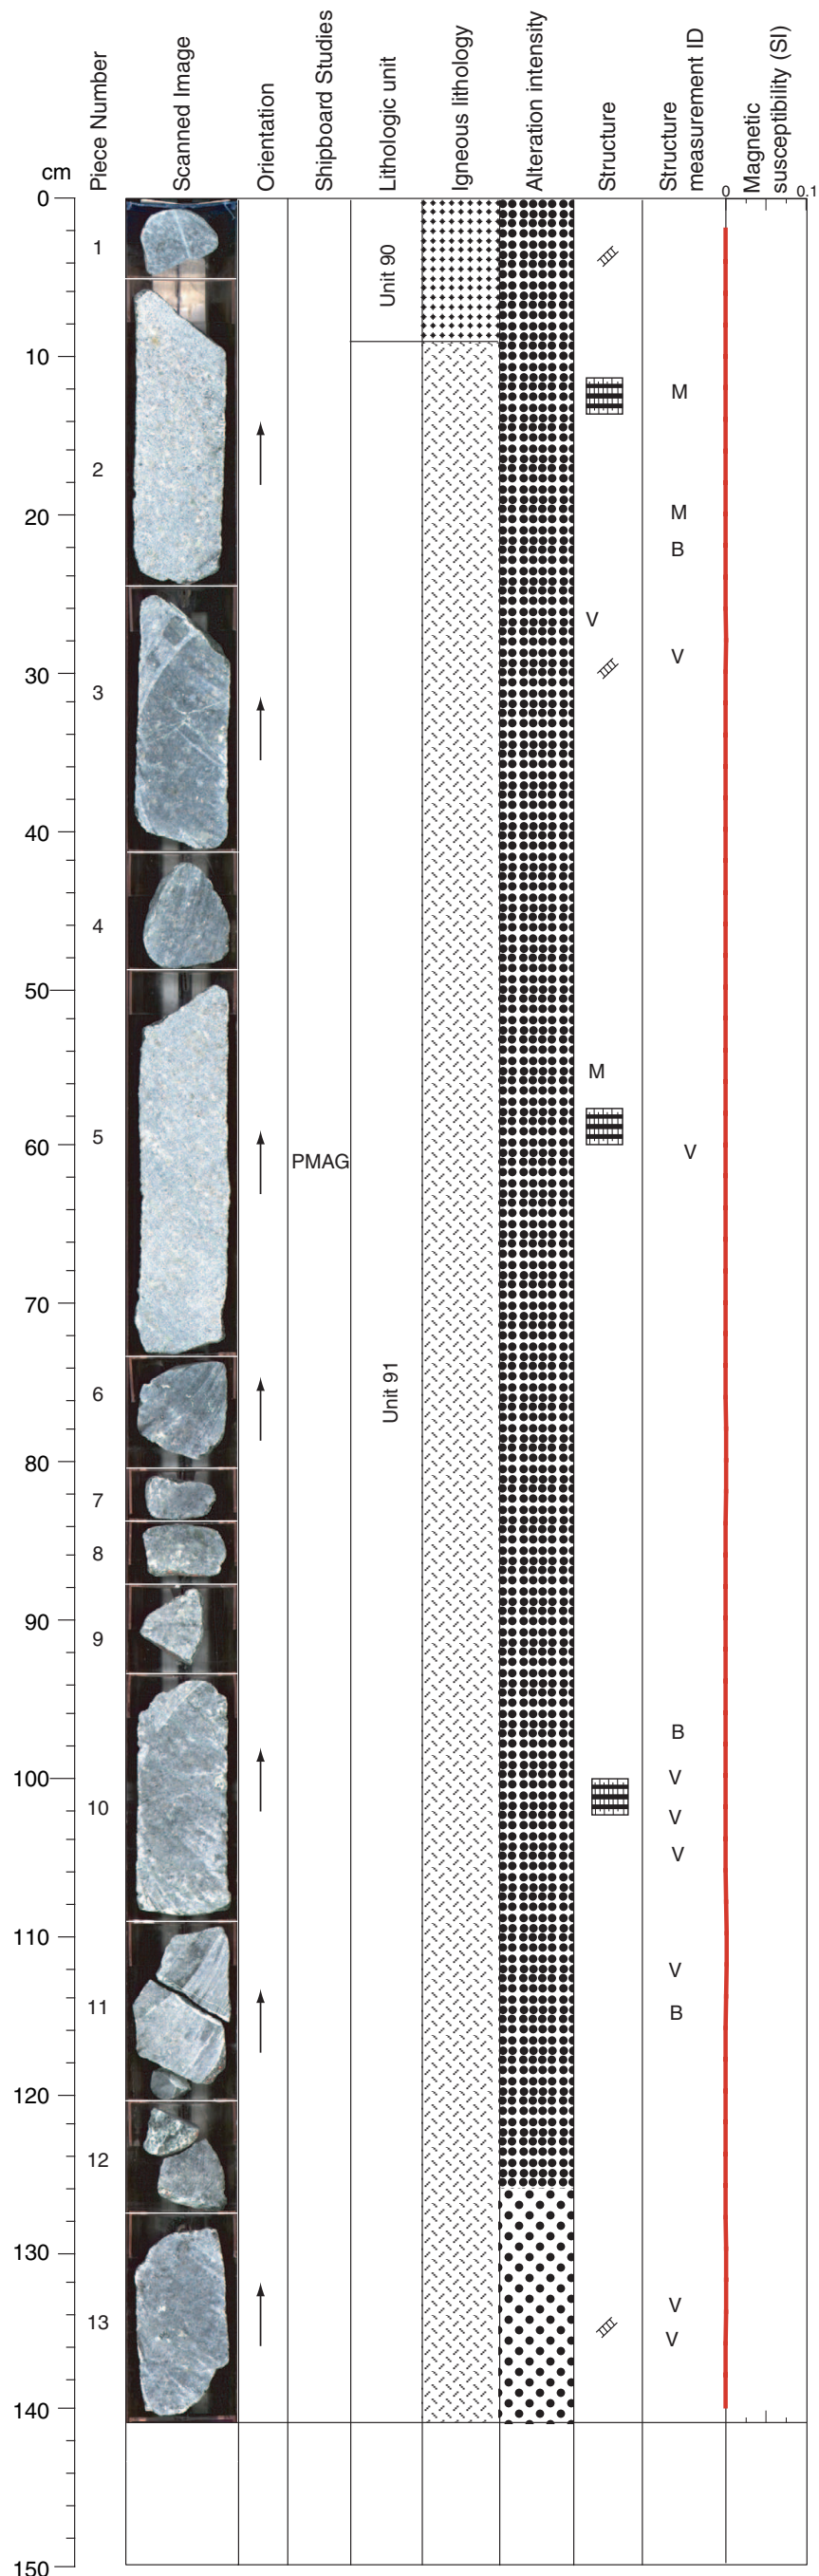 cm
Piece Number
Scanned Image
Orientation
Shipboard Studies
Lithologic unit
Igneous lithology
Alteration intensity
Structure
Structure
measurement ID
Magnetic
susceptibility (SI)
0 0.1
0
1
Unit 90
10
M
2
20
M
B
V
V
30
3
40
4
50
M
5
60
V
PMAG
70
Unit 91
6
80
7
8
90
9
B
100
V
10
V
V
110
V
11
B
120
12
130
V
13
V
140
150